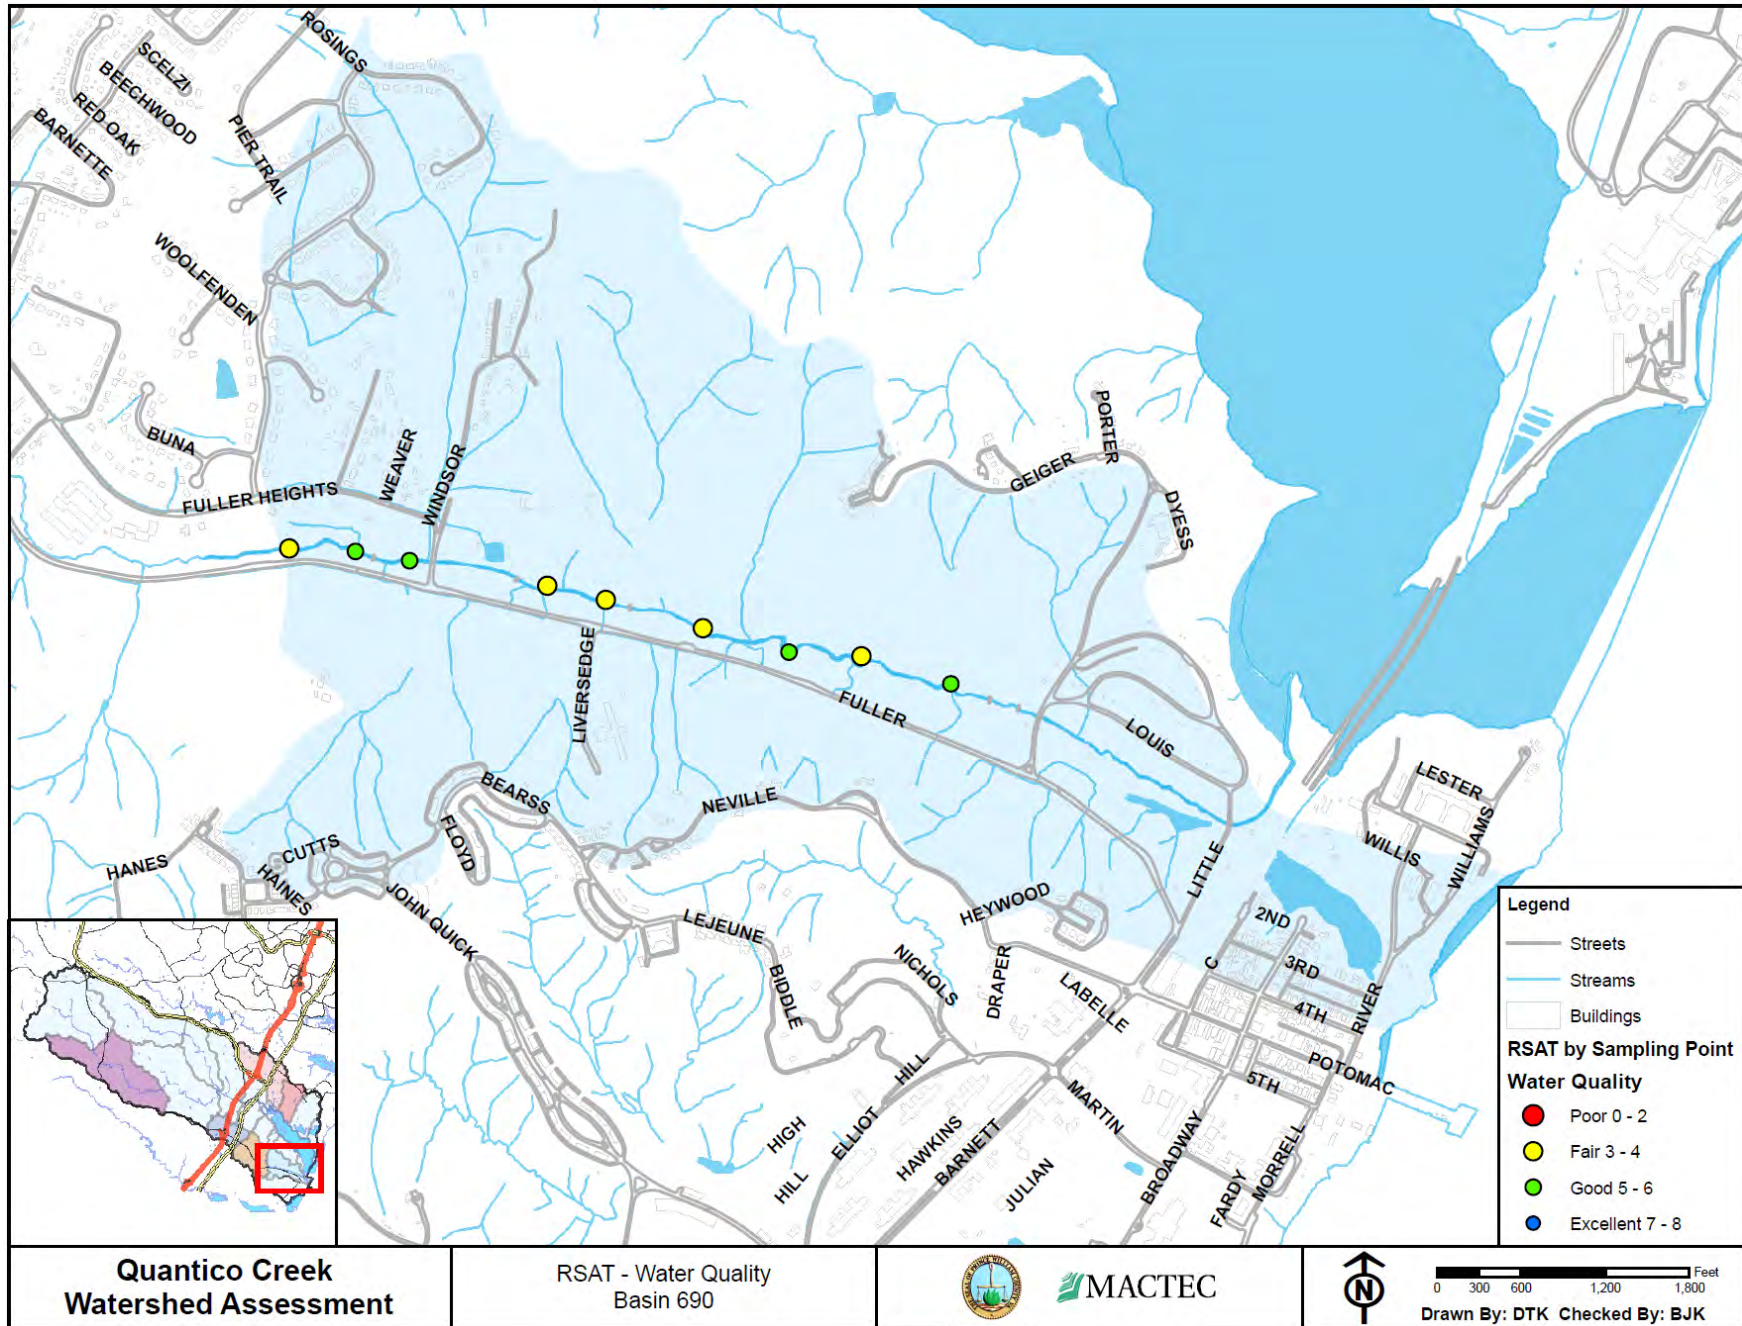 ROSINGS
SCELZI
BEECHWOOD
RED OAK
BARNETTE
PIER TRAIL
WOOLFENDEN
BUNA
FULLER HEIGHTS
WEAVER
WINDSOR
PORTER
GEIGER
DYESS
LIVERSEDGE
FULLER
LOUIS
BEARSS
NEVILLE
FLOYD
CUTTS
HANES
HAINES
JOHN QUICK
LEJEUNE
BIDDLE
NICHOLS
HEYWOOD
DRAPER
LABELLE
LITTLE
LESTER
WILLIS
WILLIAMS
2ND
3RD
4TH
C
RIVER
POTOMAC
5TH
HILL
ELLIOT
HIGH
HILL
HAWKINS
BARNETT
JULIAN
MARTIN
BROADWAY
FARDY
MORRELL
Legend
Streets
Streams
Buildings
RSAT by Sampling Point
Water Quality
Poor 0 - 2
Fair 3 - 4
Good 5 - 6
Excellent 7 - 8
Quantico Creek
Watershed Assessment
RSAT - Water Quality
Basin 690
MACTEC
N
Feet
0 300 600 1,200 1,800
Drawn By: DTK Checked By: BJK